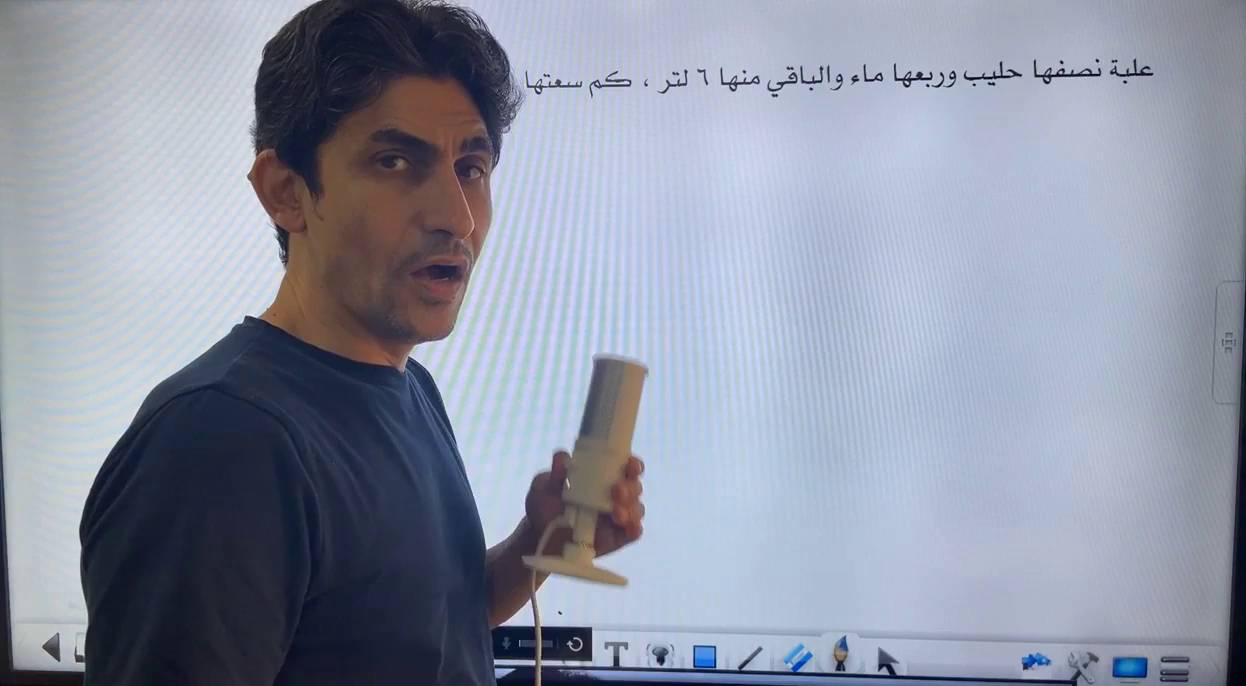 علبة نصفها حليب وربعها ماء والباقي منها ٦ لتر ، كم سعتها
T